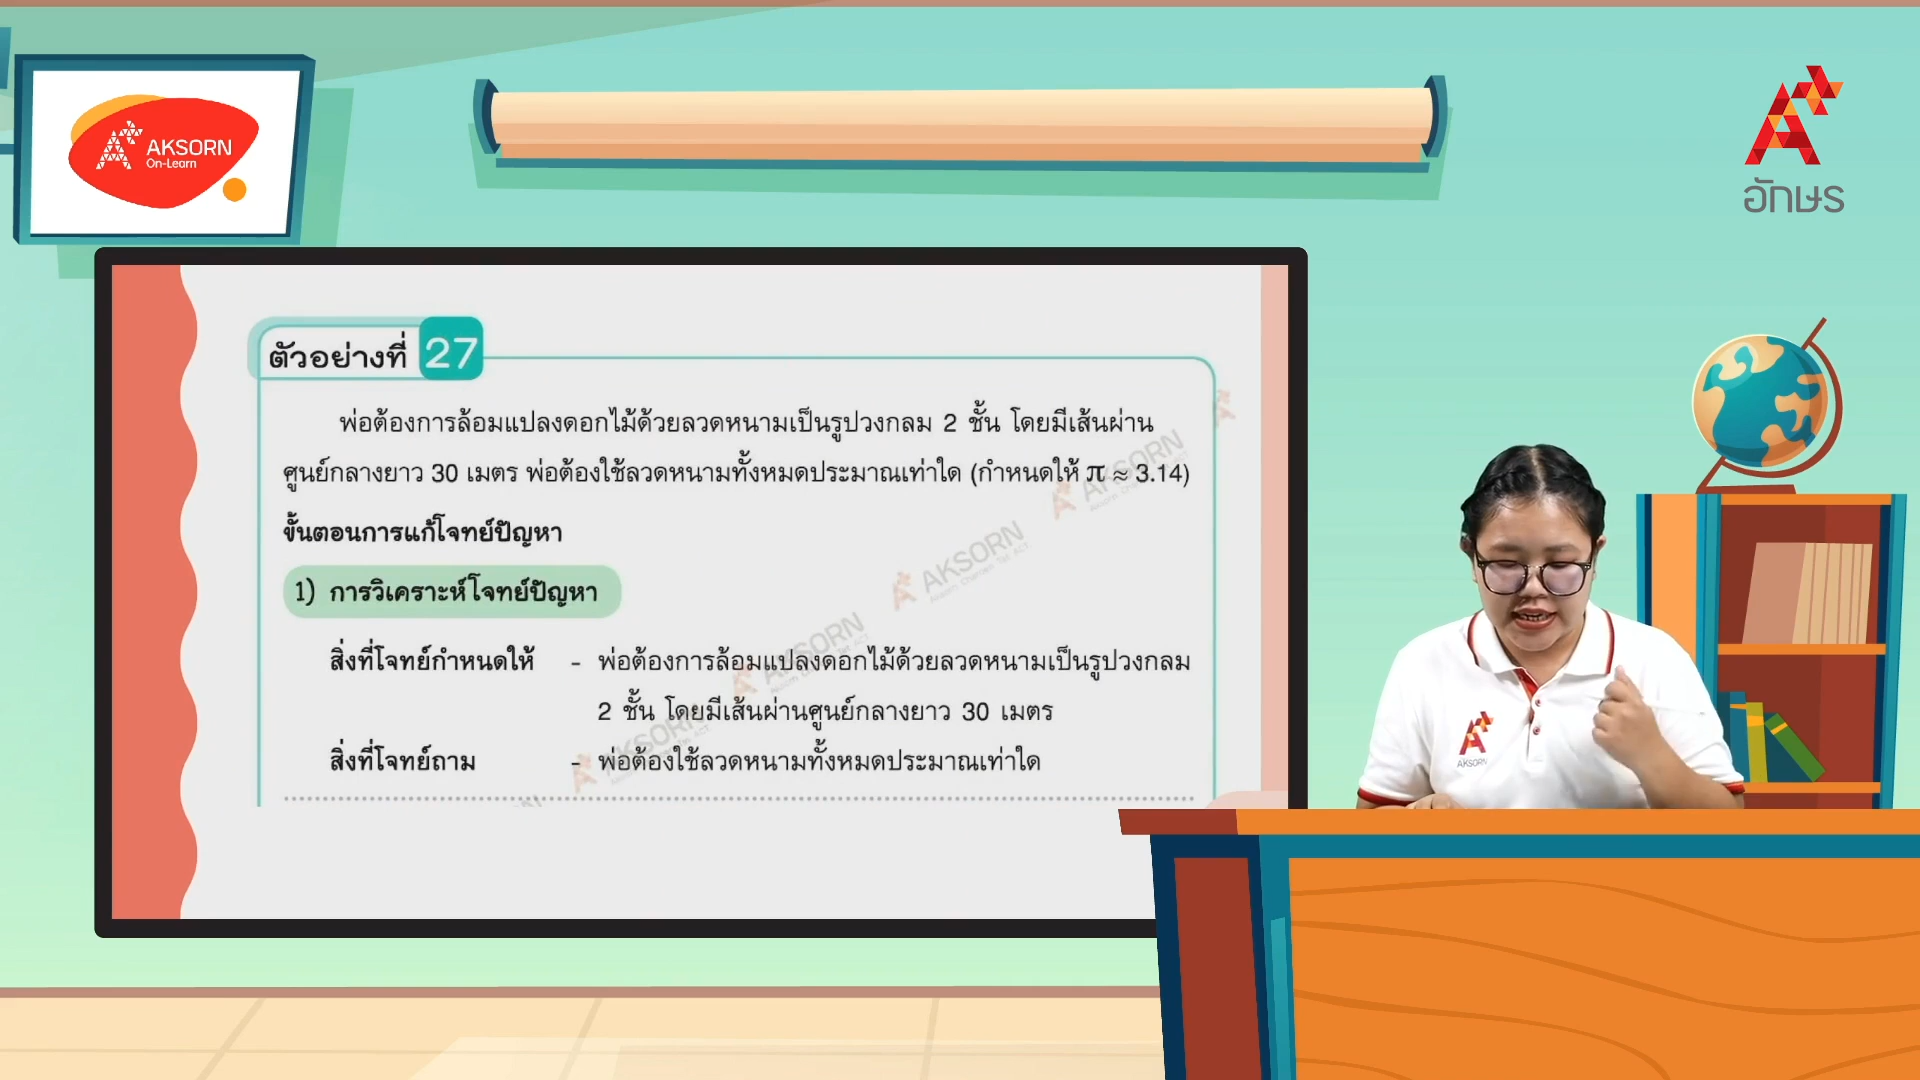 AKSORN
On-Learn
อักษร
ตัวอย่างที่ 27
พ่อต้องการล้อมแปลงดอกไม้ด้วยลวดหนามเป็นรูปวงกลม 2 ชั้น โดยมีเส้นผ่าน
ศูนย์กลางยาว 30 เมตร พ่อต้องใช้ลวดหนามทั้งหมดประมาณเท่าใด (กำหนดให้ π ≈ 3.14)
ขั้นตอนการแก้โจทย์ปัญหา
1) การวิเคราะห์โจทย์ปัญหา
สิ่งที่โจทย์กำหนดให้ - พ่อต้องการล้อมแปลงดอกไม้ด้วยลวดหนามเป็นรูปวงกลม
2 ชั้น โดยมีเส้นผ่านศูนย์กลางยาว 30 เมตร
สิ่งที่โจทย์ถาม - พ่อต้องใช้ลวดหนามทั้งหมดประมาณเท่าใด
AKSORN
AKSORN
AKSORN
AKSORN
AKSORN